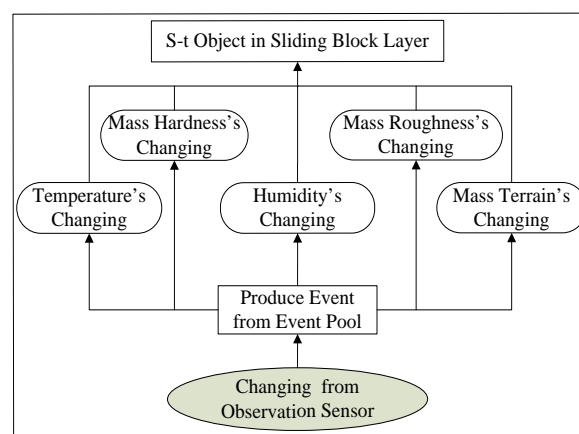 S-t Object in Sliding Block Layer
Mass Hardness's
Changing
Mass Roughness's
Changing
Temperature's
Changing
Humidity's
Changing
Mass Terrain's
Changing
Produce Event
from Event Pool
Changing from
Observation Sensor